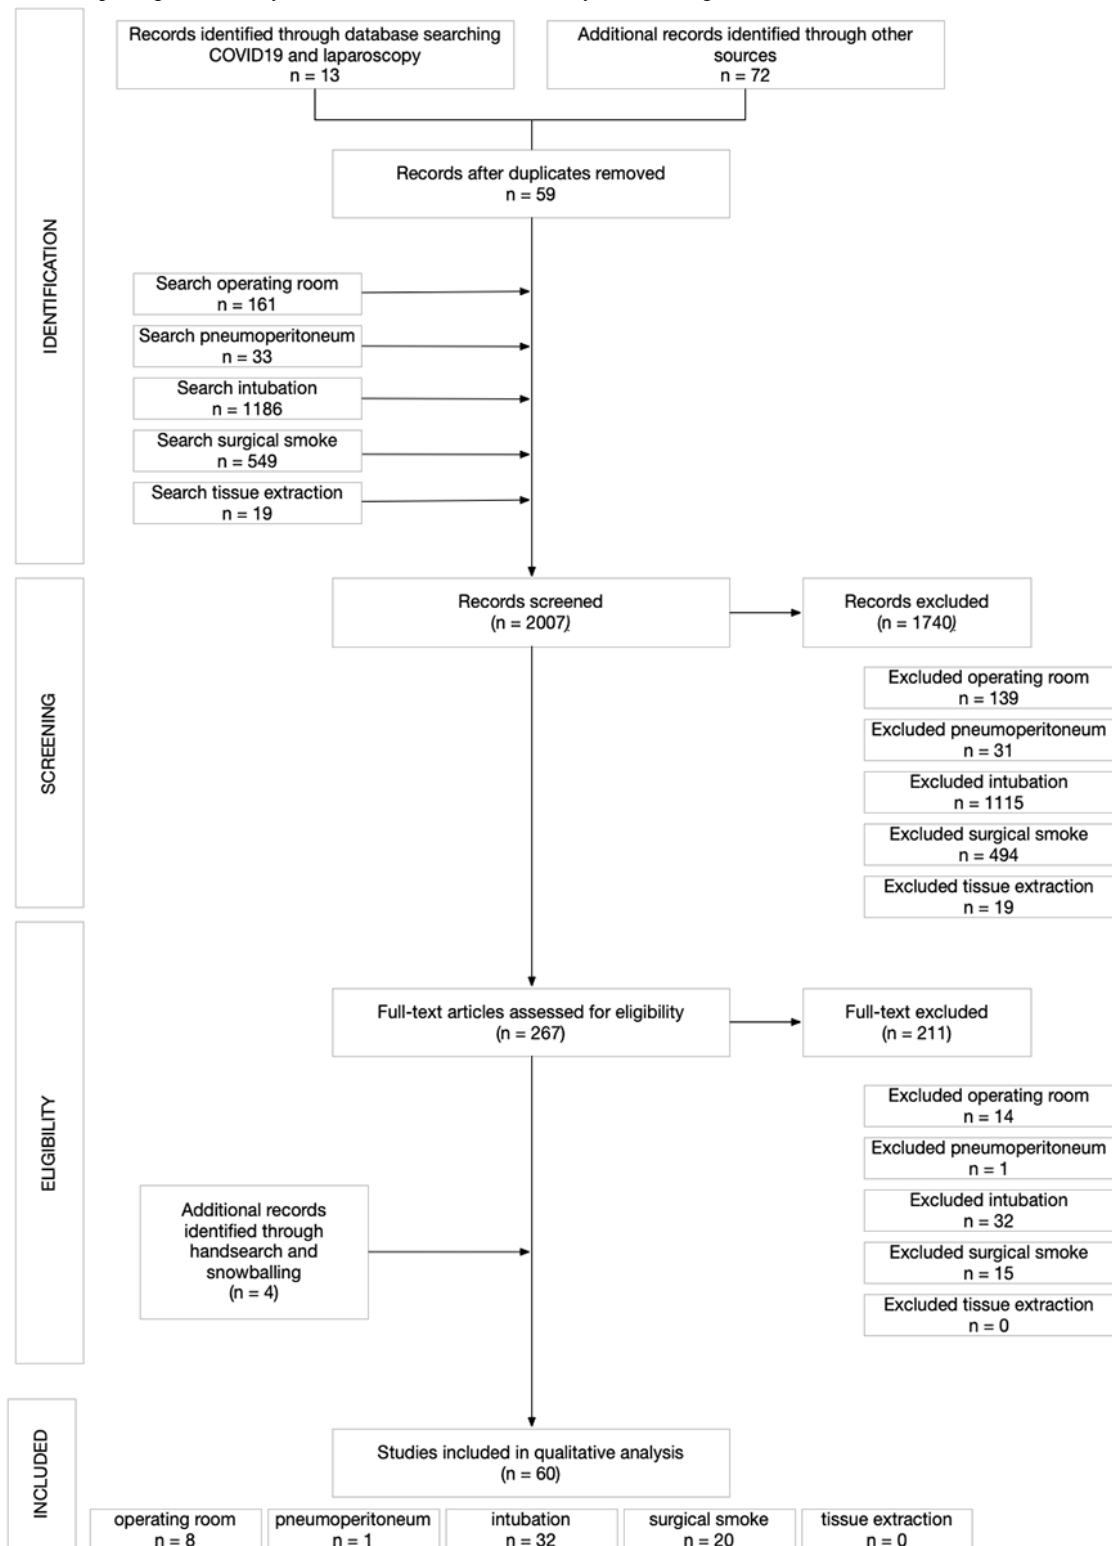 Records identified through database searching
COVID19 and laparoscopy
n = 13
Additional records identified through other
sources
n = 72
Records after duplicates removed
n = 59
IDENTIFICATION
Search operating room
n = 161
Search pneumoperitoneum
n = 33
Search intubation
n = 1186
Search surgical smoke
n = 549
Search tissue extraction
n = 19
SCREENING
Records screened
(n = 2007)
Records excluded
(n = 1740)
Excluded operating room
n = 139
Excluded pneumoperitoneum
n = 31
Excluded intubation
n = 1115
Excluded surgical smoke
n = 494
Excluded tissue extraction
n = 19
ELIGIBILITY
Full-text articles assessed for eligibility
(n = 267)
Full-text excluded
(n = 211)
Excluded operating room
n = 14
Excluded pneumoperitoneum
n = 1
Excluded intubation
n = 32
Excluded surgical smoke
n = 15
Excluded tissue extraction
n = 0
Additional records
identified through
handsearch and
snowballing
(n = 4)
INCLUDED
Studies included in qualitative analysis
(n = 60)
operating room
n = 8
pneumoperitoneum
n = 1
intubation
n = 32
surgical smoke
n = 20
tissue extraction
n = 0